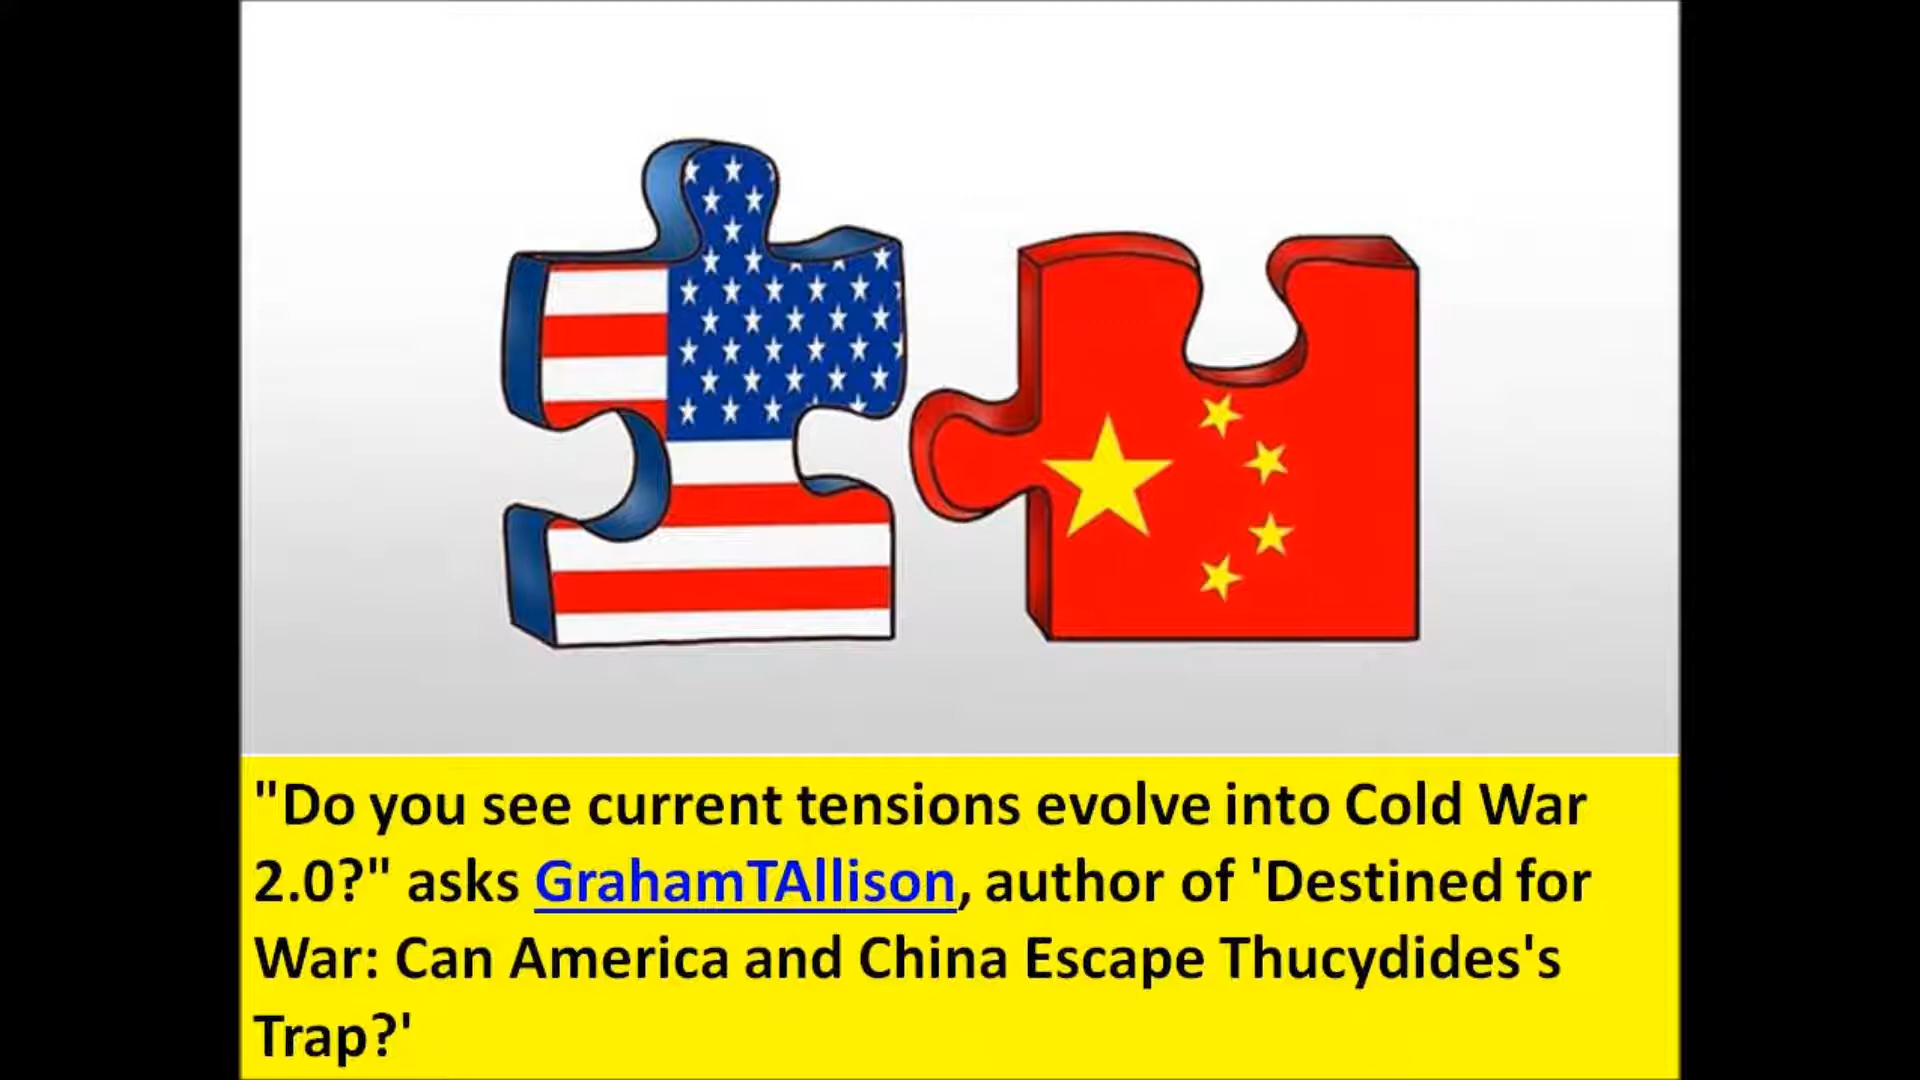 "Do you see current tensions evolve into Cold War
2.0?" asks GrahamTAllison, author of 'Destined for
War: Can America and China Escape Thucydides's
Trap?'